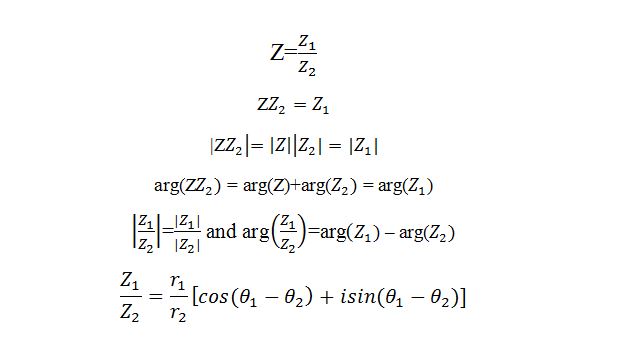 Z=Z₁/Z₂
ZZ₂ = Z₁
|ZZ₂|= |Z||Z₂| = |Z₁|
arg(ZZ₂) = arg(Z)+arg(Z₂) = arg(Z₁)
|Z₁/Z₂|=|Z₁|/|Z₂| and arg(Z₁/Z₂)=arg(Z₁) – arg(Z₂)
Z₁/Z₂ = r₁/r₂ [cos(θ₁ − θ₂) + isin(θ₁ − θ₂)]